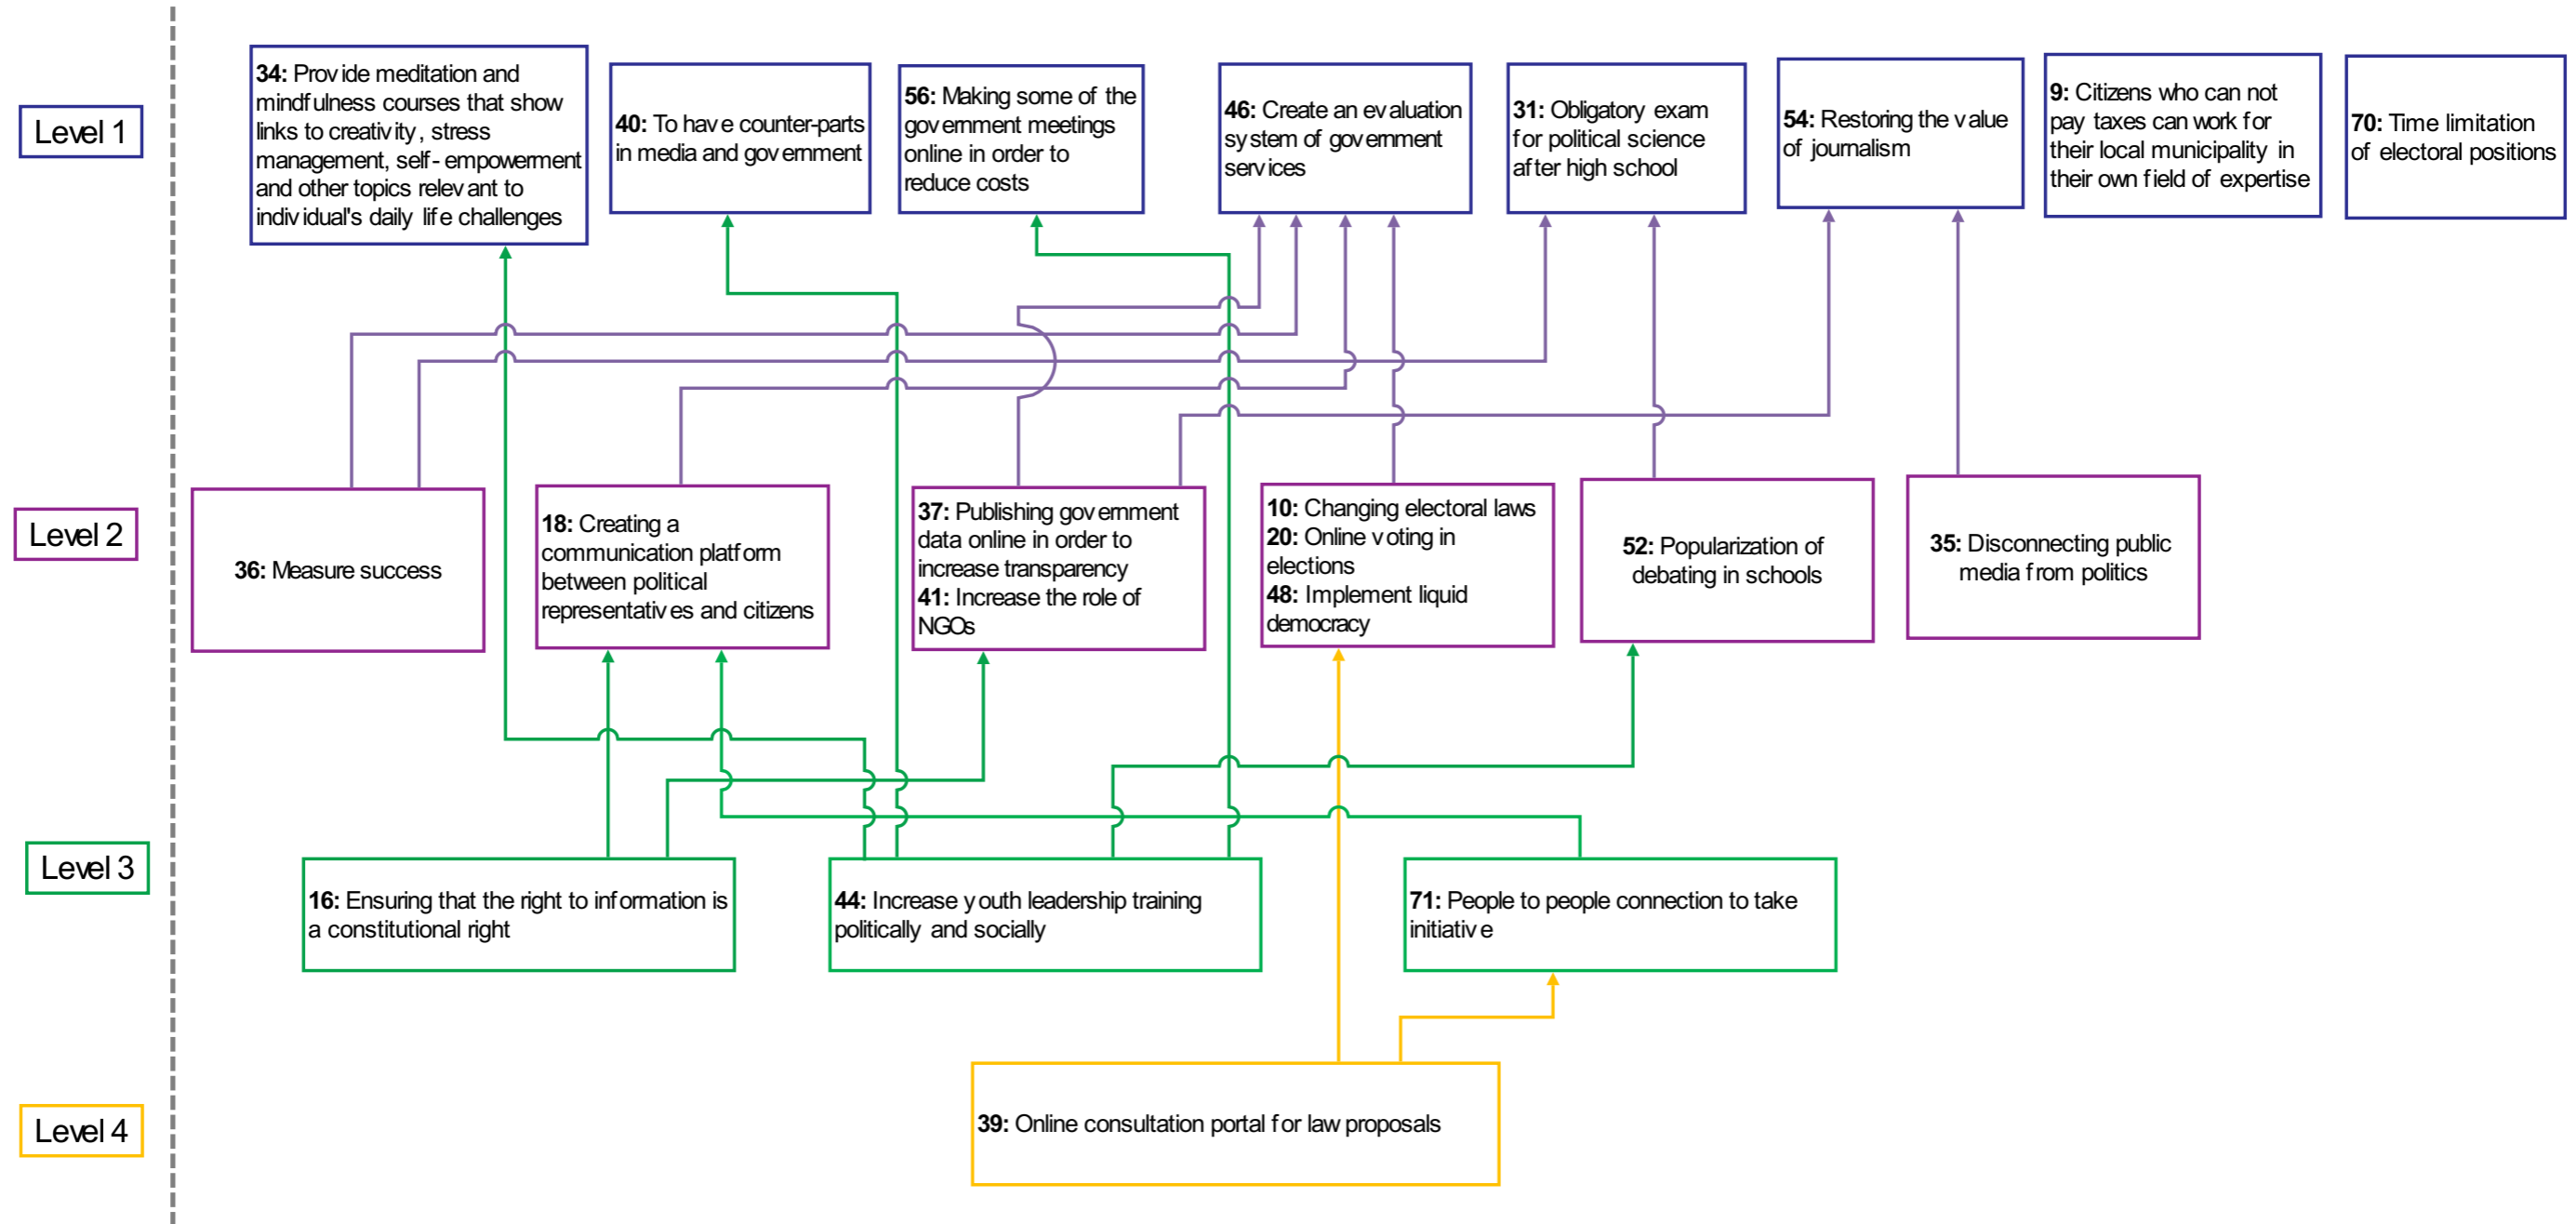 Level 1
34: Provide meditation and
mindfulness courses that show
links to creativity, stress
management, self-empowerment
and other topics relevant to
individual's daily life challenges
40: To have counter-parts
in media and government
56: Making some of the
government meetings
online in order to
reduce costs
46: Create an evaluation
system of government
services
31: Obligatory exam
for political science
after high school
54: Restoring the value
of journalism
9: Citizens who can not
pay taxes can work for
their local municipality in
their own field of expertise
70: Time limitation
of electoral positions
Level 2
36: Measure success
18: Creating a
communication platform
between political
representatives and citizens
37: Publishing government
data online in order to
increase transparency
41: Increase the role of
NGOs
10: Changing electoral laws
20: Online voting in
elections
48: Implement liquid
democracy
52: Popularization of
debating in schools
35: Disconnecting public
media from politics
Level 3
16: Ensuring that the right to information is
a constitutional right
44: Increase youth leadership training
politically and socially
71: People to people connection to take
initiative
Level 4
39: Online consultation portal for law proposals